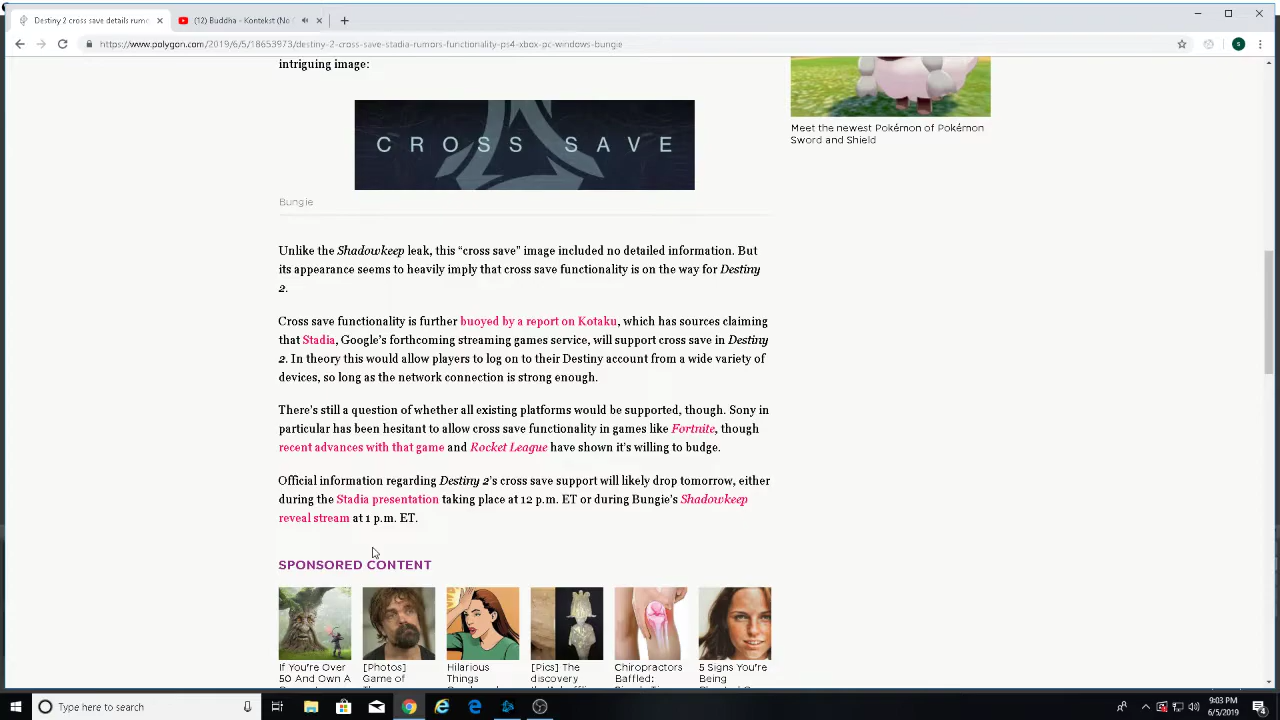 Destiny 2 cross save details rumo
(12) Buddha - Kontekst (No C
https://www.polygon.com/2019/6/5/18653973/destiny-2-cross-save-stadia-rumors-functionality-ps4-xbox-pc-windows-bungie
S
intriguing image:
CROSS SAVE
Bungie
Meet the newest Pokémon of Pokémon
Sword and Shield
Unlike the Shadowkeep leak, this “cross save” image included no detailed information. But
its appearance seems to heavily imply that cross save functionality is on the way for Destiny
2.
Cross save functionality is further buoyed by a report on Kotaku, which has sources claiming
that Stadia, Google’s forthcoming streaming games service, will support cross save in Destiny
2. In theory this would allow players to log on to their Destiny account from a wide variety of
devices, so long as the network connection is strong enough.
There’s still a question of whether all existing platforms would be supported, though. Sony in
particular has been hesitant to allow cross save functionality in games like Fortnite, though
recent advances with that game and Rocket League have shown it’s willing to budge.
Official information regarding Destiny 2’s cross save support will likely drop tomorrow, either
during the Stadia presentation taking place at 12 p.m. ET or during Bungie’s Shadowkeep
reveal stream at 1 p.m. ET.
SPONSORED CONTENT
If You're Over
50 And Own A
[Photos]
Game of
Hilarious
Things
[Pics] The
discovery
Chiropractors
Baffled:
5 Signs You're
Being
Type here to search
9:03 PM
6/5/2019
4